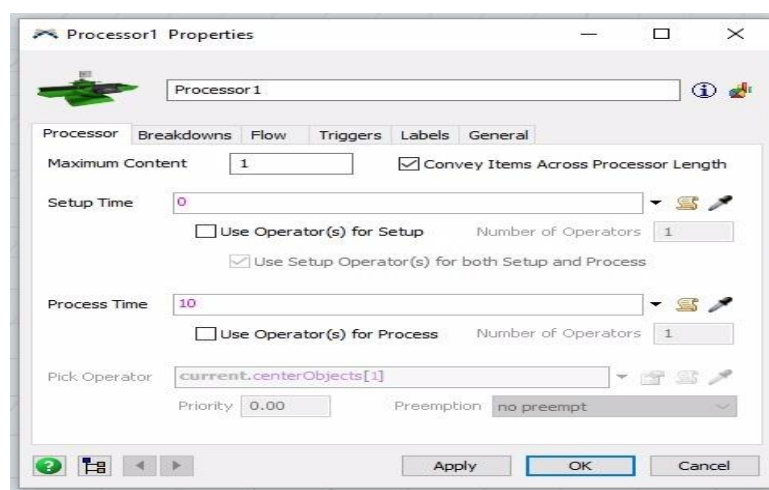 Processor1 Properties
Processor1
Processor Breakdowns Flow Triggers Labels General
Maximum Content 1 Convey Items Across Processor Length
Setup Time 0
Use Operator(s) for Setup Number of Operators 1
Use Setup Operator(s) for both Setup and Process
Process Time 10
Use Operator(s) for Process Number of Operators 1
Pick Operator current.centerObjects[1]
Priority 0.00 Preemption no preempt
Apply OK Cancel